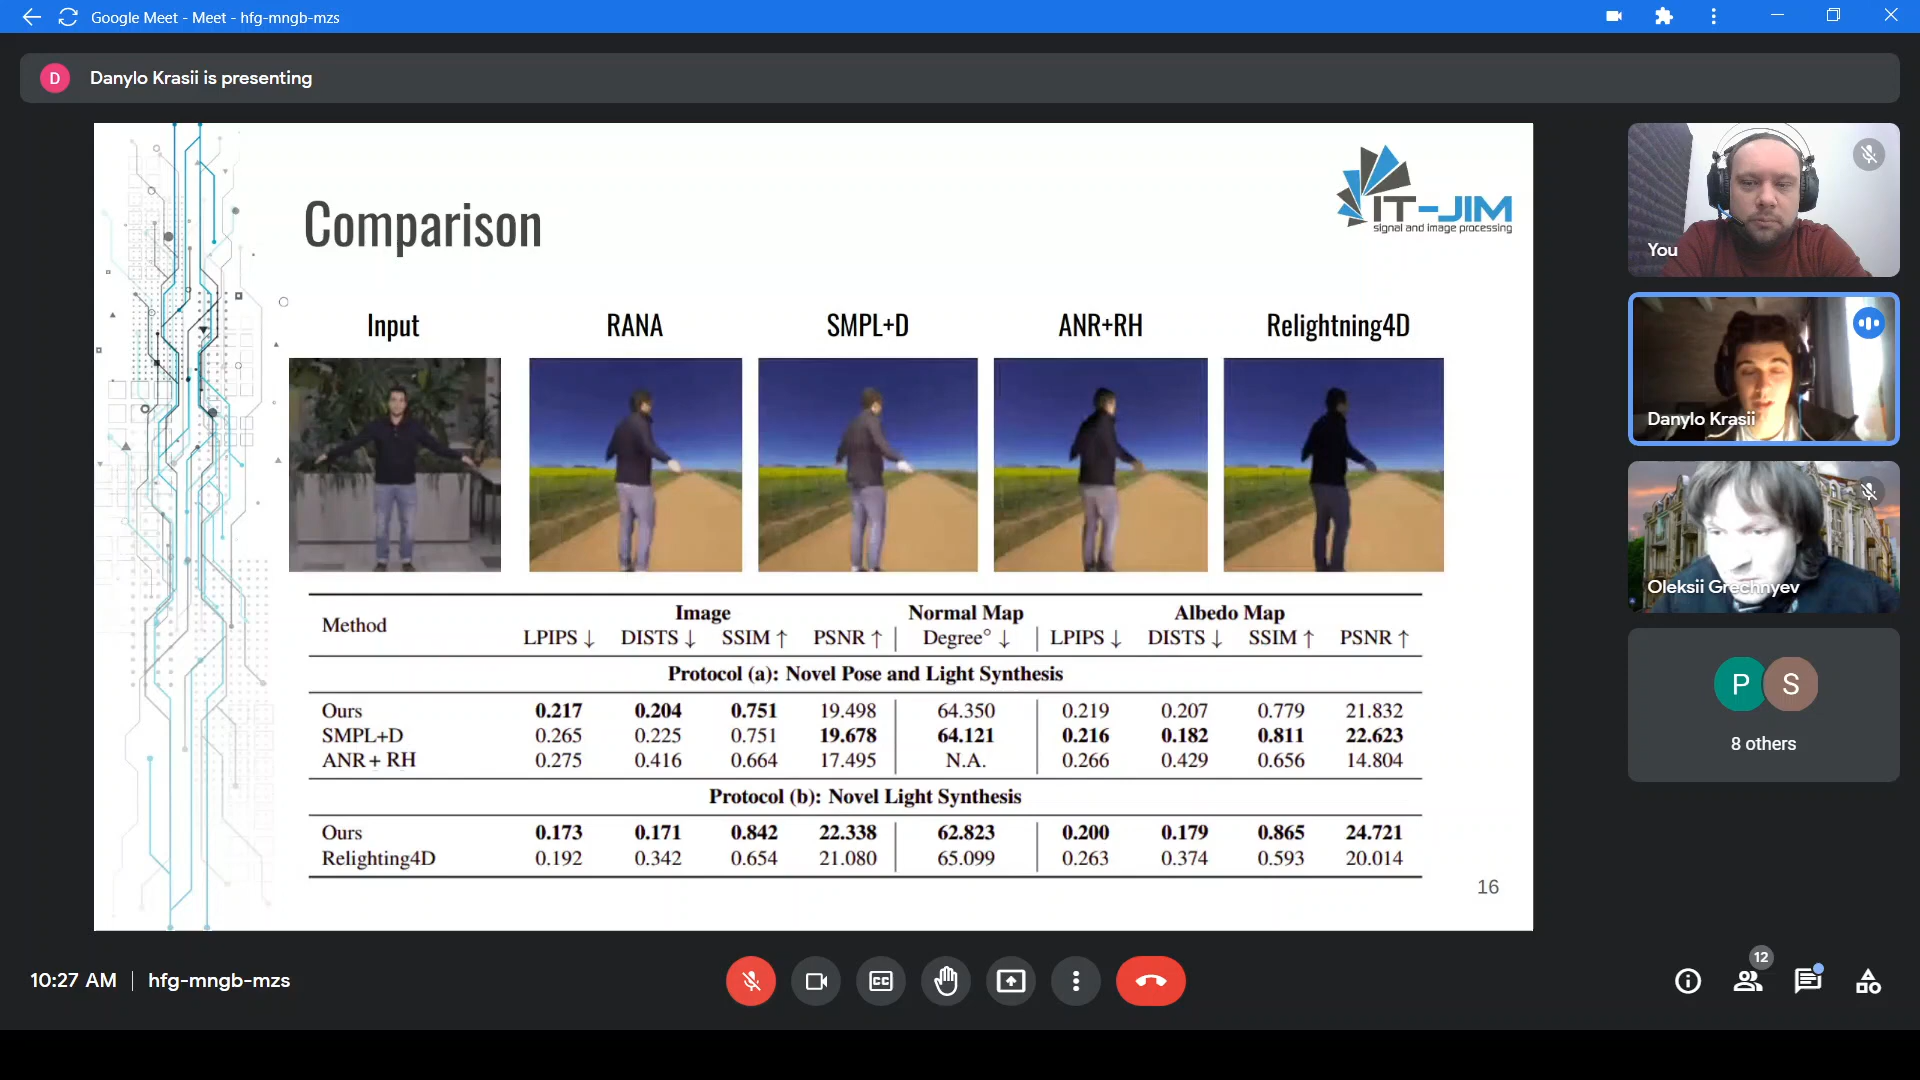 Google Meet - Meet - hfg-mngb-mzs
D Danylo Krasii is presenting
IT-JIM
signal and image processing
Comparison
Input RANA SMPL+D ANR+RH Relightning4D
Method Image Normal Map Albedo Map
LPIPS ↓ DISTS ↓ SSIM ↑ PSNR ↑ Degree° ↓ LPIPS ↓ DISTS ↓ SSIM ↑ PSNR ↑
Protocol (a): Novel Pose and Light Synthesis
Ours 0.217 0.204 0.751 19.498 64.350 0.219 0.207 0.779 21.832
SMPL+D 0.265 0.225 0.751 19.678 64.121 0.216 0.182 0.811 22.623
ANR + RH 0.275 0.416 0.664 17.495 N.A. 0.266 0.429 0.656 14.804
Protocol (b): Novel Light Synthesis
Ours 0.173 0.171 0.842 22.338 62.823 0.200 0.179 0.865 24.721
Relighting4D 0.192 0.342 0.654 21.080 65.099 0.263 0.374 0.593 20.014
16
You
Danylo Krasii
Oleksii Grechnyev
P S
8 others
10:27 AM | hfg-mngb-mzs
CC
12